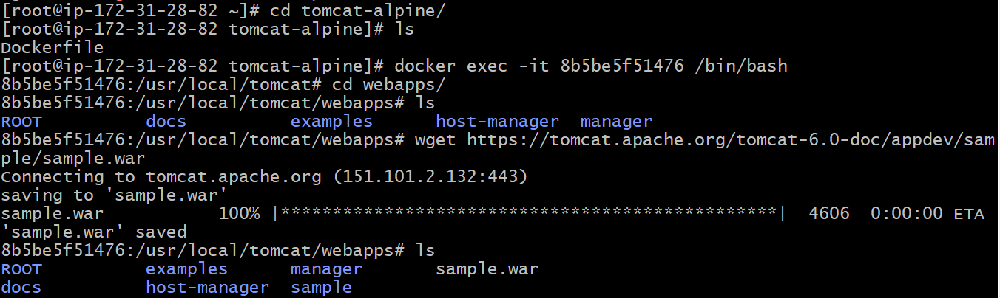 [root@ip-172-31-28-82 ~]# cd tomcat-alpine/
[root@ip-172-31-28-82 tomcat-alpine]# ls
Dockerfile
[root@ip-172-31-28-82 tomcat-alpine]# docker exec -it 8b5be5f51476 /bin/bash
8b5be5f51476:/usr/local/tomcat# cd webapps/
8b5be5f51476:/usr/local/tomcat/webapps# ls
ROOT          docs          examples      host-manager  manager
8b5be5f51476:/usr/local/tomcat/webapps# wget https://tomcat.apache.org/tomcat-6.0-doc/appdev/sam
ple/sample.war
Connecting to tomcat.apache.org (151.101.2.132:443)
saving to 'sample.war'
sample.war           100% |************************************************| 4606  0:00:00 ETA
'sample.war' saved
8b5be5f51476:/usr/local/tomcat/webapps# ls
ROOT          examples      manager       sample.war
docs          host-manager  sample